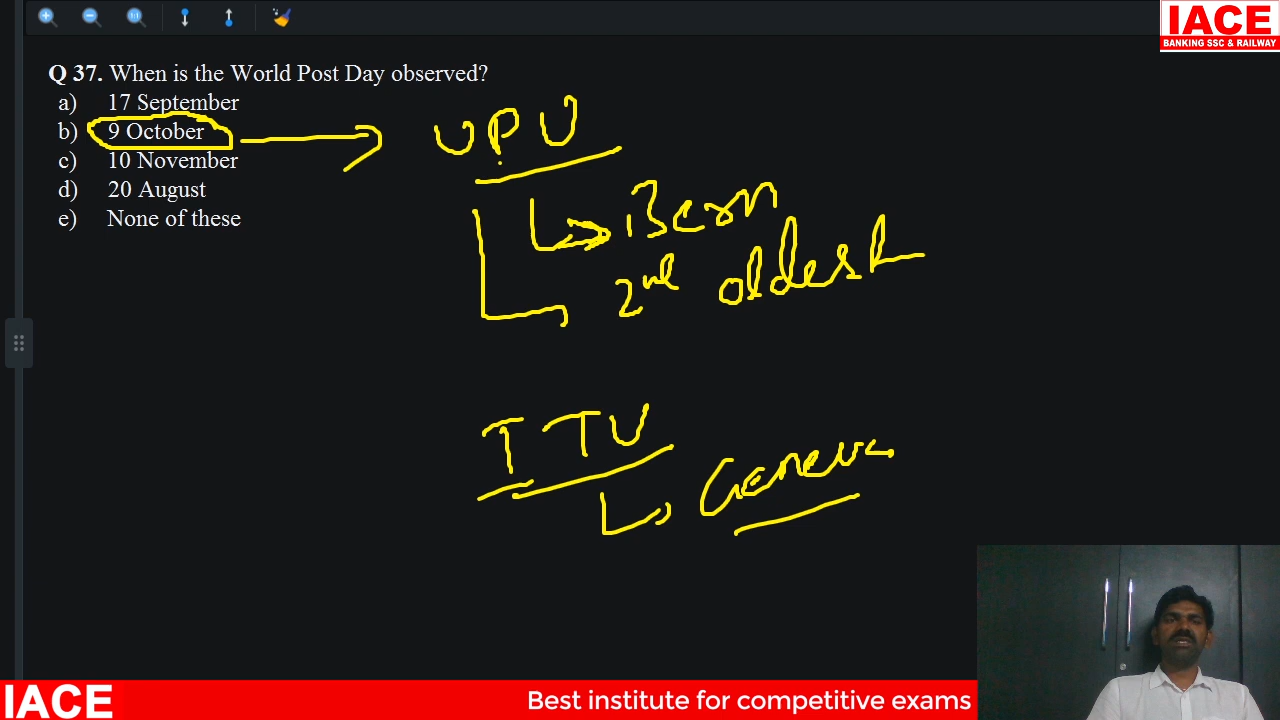 IACE
BANKING SSC & RAILWAY
Q 37. When is the World Post Day observed?
a) 17 September
b) 9 October
c) 10 November
d) 20 August
e) None of these
UPU
Bern
2nd oldest
ITU
Geneva
IACE
Best institute for competitive exams